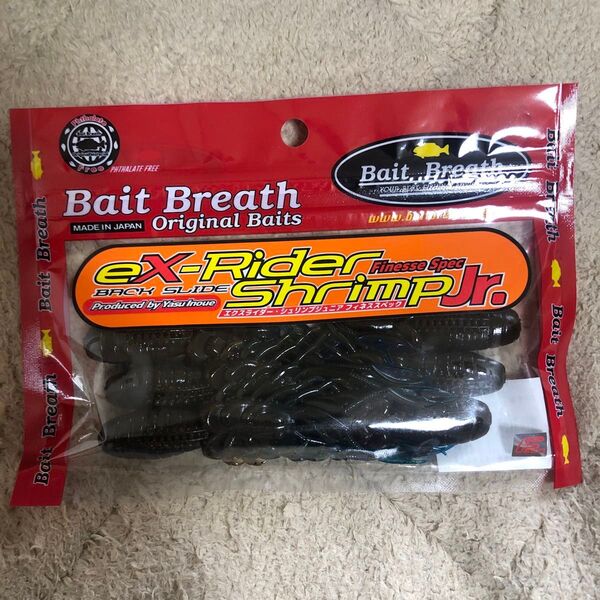 Phthalate
Free
PHTHALATE FREE
Bait Breath
Original Baits
MADE IN JAPAN
Bait Breath
eX-Rider
Finesse Spec
BACK SLIDE
Shrimp Jr.
Produced by Yasu Inoue
エクスライダー・シュリンプジュニア フィネススペック
Bait Breath
Bait Breath
Bait Breath
Bait Breath